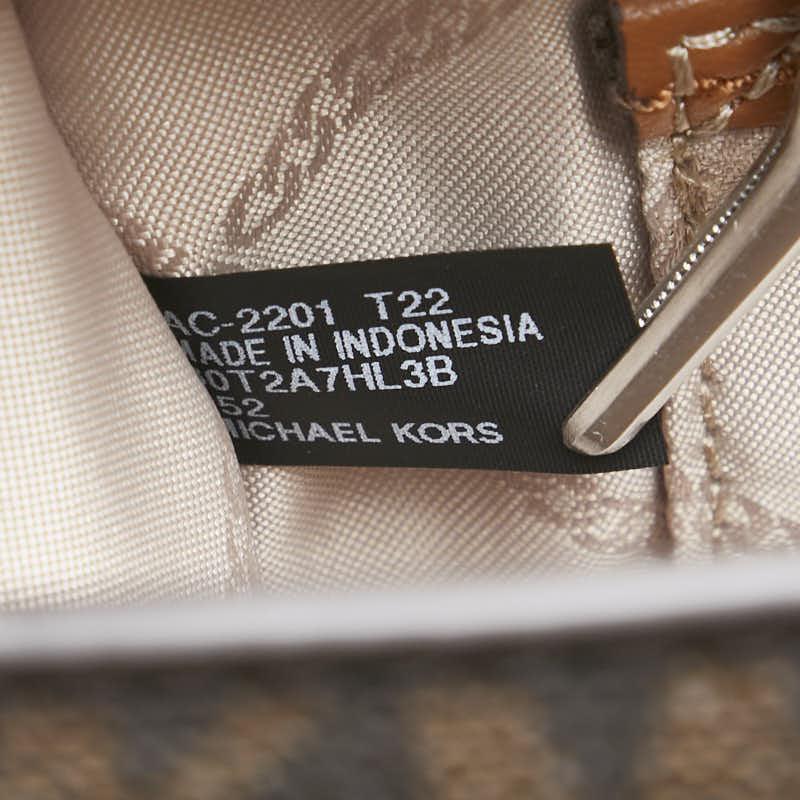 AC-2201 T22
MADE IN INDONESIA
0T2A7HL3B
52
MICHAEL KORS